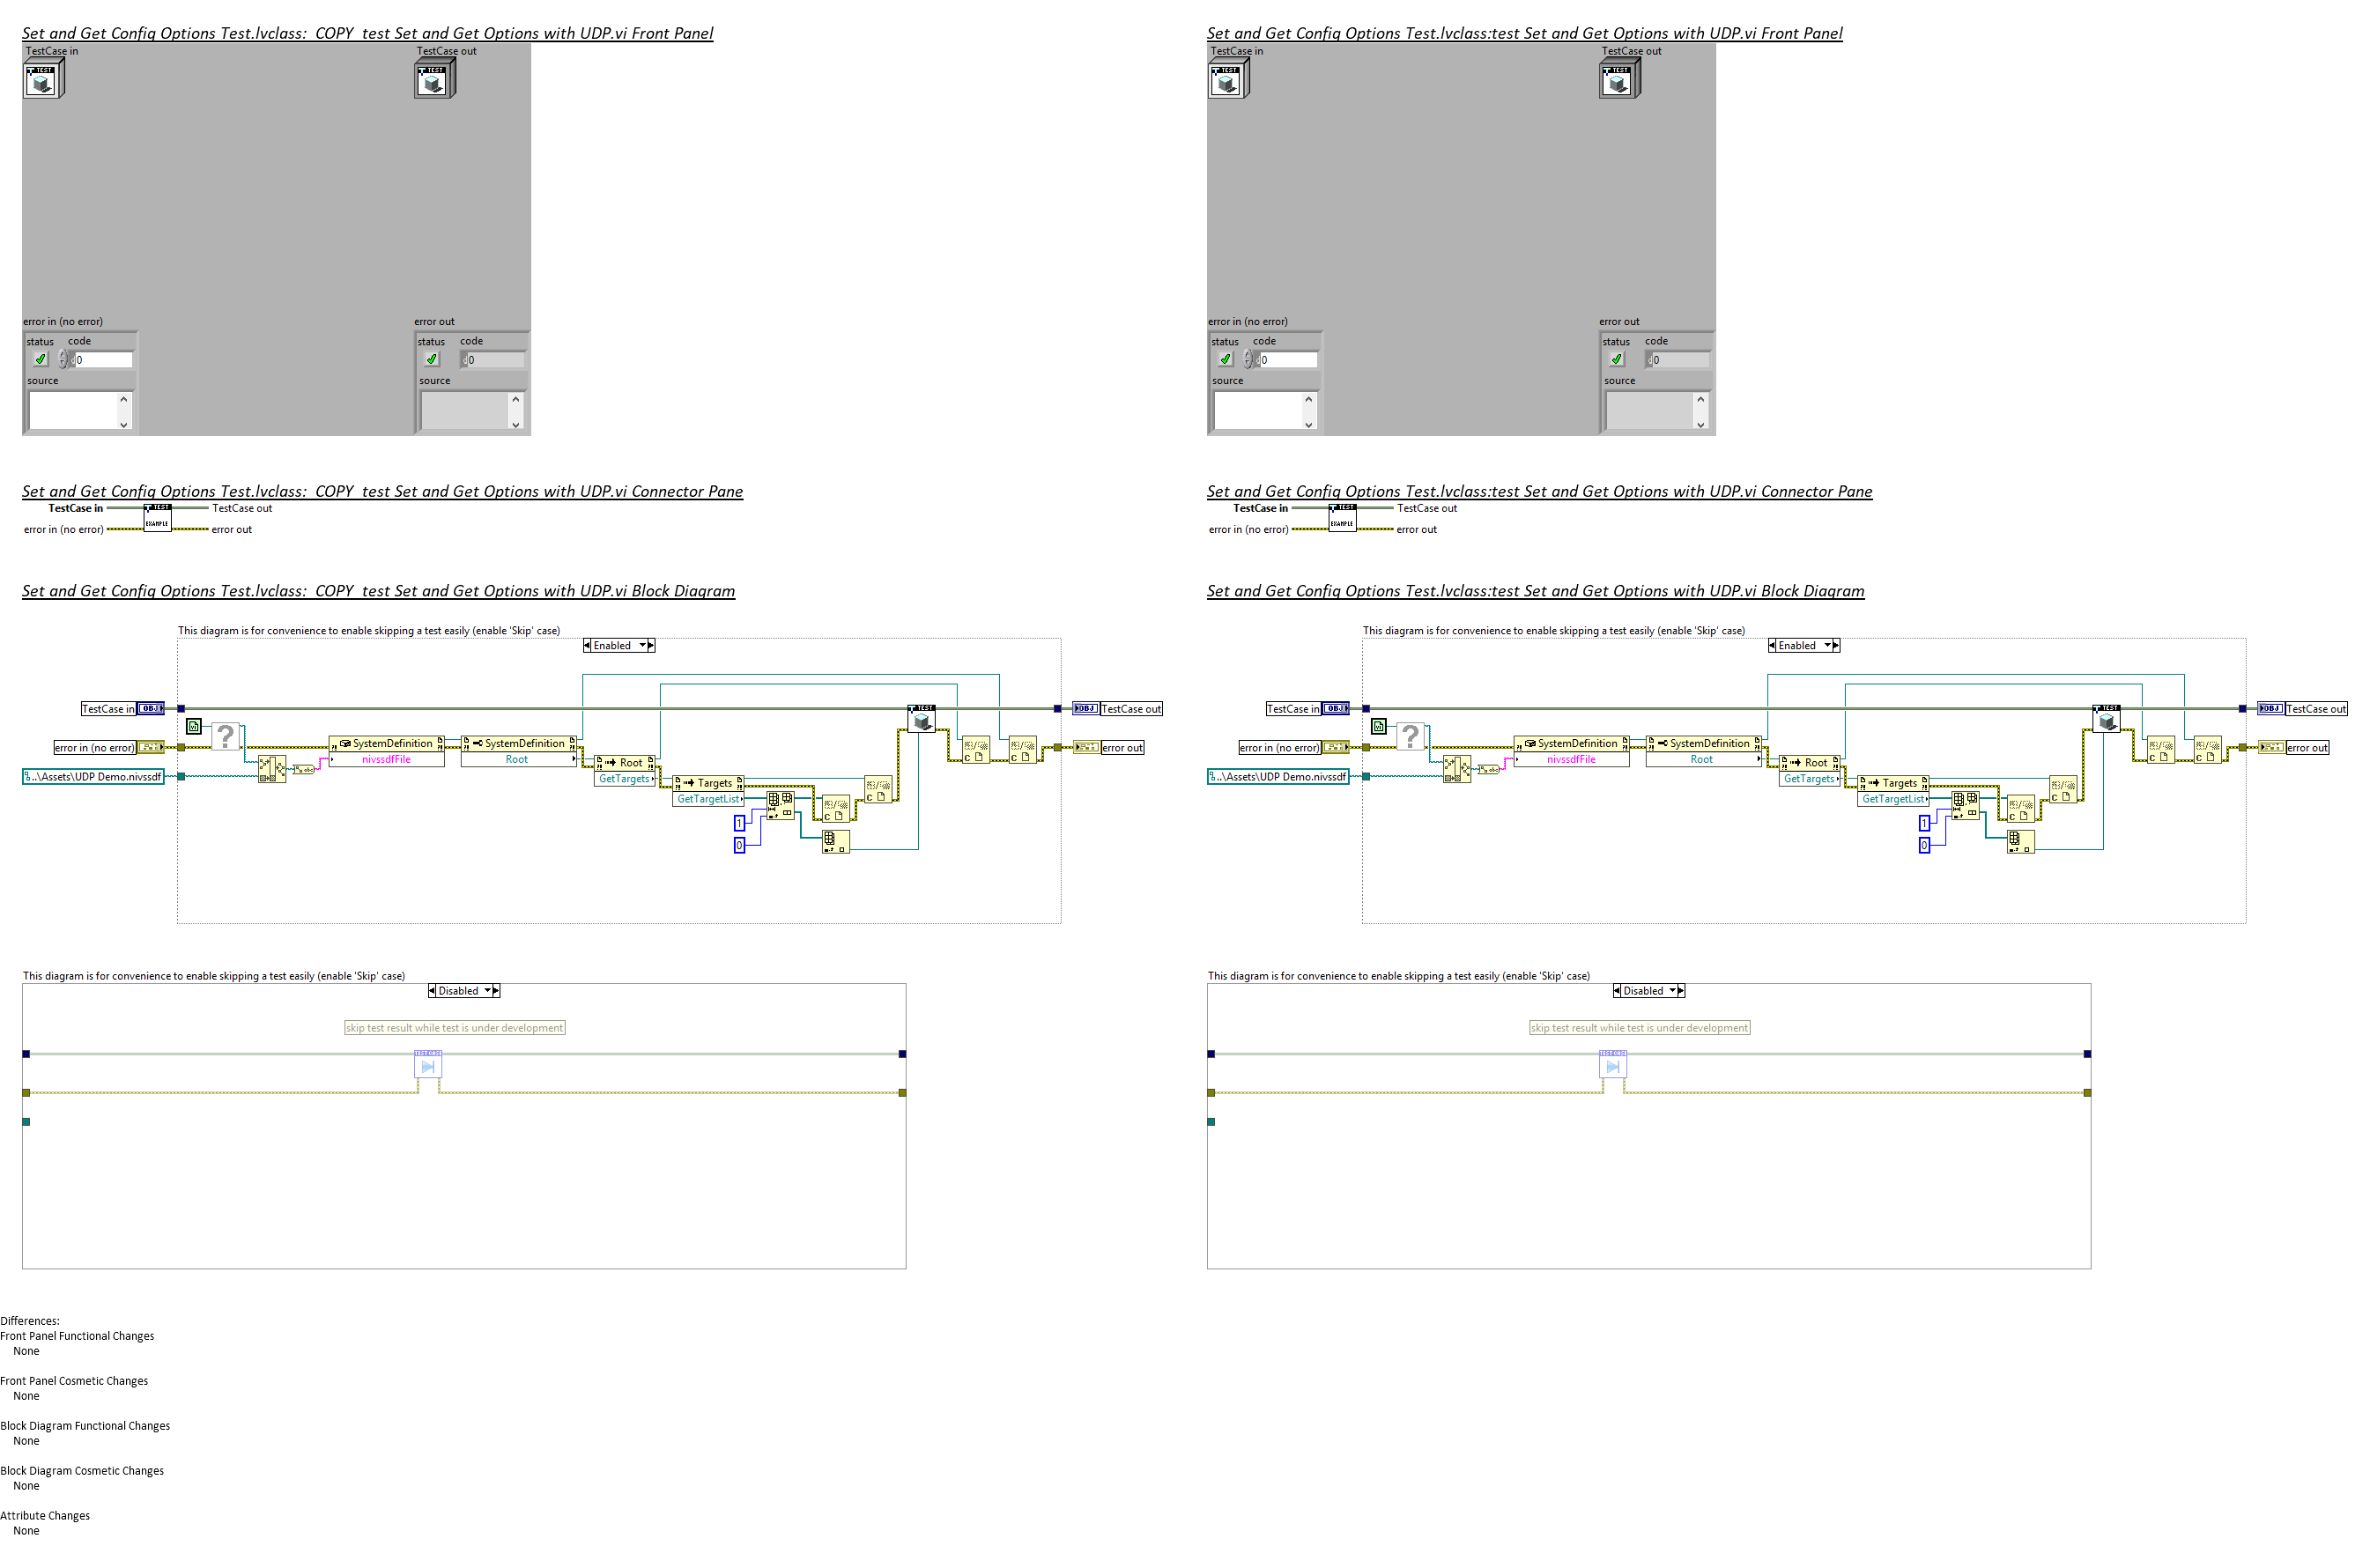 Set and Get Config Options Test.lvclass:  COPY  test Set and Get Options with UDP.vi Front Panel
TestCase in
TestCase out
TEST
TEST
error in (no error)
error out
status
code
status
code
0
0
source
source
Set and Get Config Options Test.lvclass:  COPY  test Set and Get Options with UDP.vi Connector Pane
TestCase in
TEST
TestCase out
error in (no error)
EXAMPLE
error out
Set and Get Config Options Test.lvclass:  COPY  test Set and Get Options with UDP.vi Block Diagram
This diagram is for convenience to enable skipping a test easily (enable 'Skip' case)
Enabled
TestCase in
OBJ
TEST
OBJ
TestCase out
?
error in (no error)
SystemDefinition
SystemDefinition
error out
nivssdfFile
Root
Root
..\Assets\UDP Demo.nivssdf
GetTargets
Targets
GetTargetList
1
0
This diagram is for convenience to enable skipping a test easily (enable 'Skip' case)
Disabled
skip test result while test is under development
Differences:
Front Panel Functional Changes
None
Front Panel Cosmetic Changes
None
Block Diagram Functional Changes
None
Block Diagram Cosmetic Changes
None
Attribute Changes
None
Set and Get Config Options Test.lvclass:test Set and Get Options with UDP.vi Front Panel
TestCase in
TestCase out
TEST
TEST
error in (no error)
error out
status
code
status
code
0
0
source
source
Set and Get Config Options Test.lvclass:test Set and Get Options with UDP.vi Connector Pane
TestCase in
TEST
TestCase out
error in (no error)
EXAMPLE
error out
Set and Get Config Options Test.lvclass:test Set and Get Options with UDP.vi Block Diagram
This diagram is for convenience to enable skipping a test easily (enable 'Skip' case)
Enabled
TestCase in
OBJ
TEST
OBJ
TestCase out
?
error in (no error)
SystemDefinition
SystemDefinition
error out
nivssdfFile
Root
Root
..\Assets\UDP Demo.nivssdf
GetTargets
Targets
GetTargetList
1
0
This diagram is for convenience to enable skipping a test easily (enable 'Skip' case)
Disabled
skip test result while test is under development